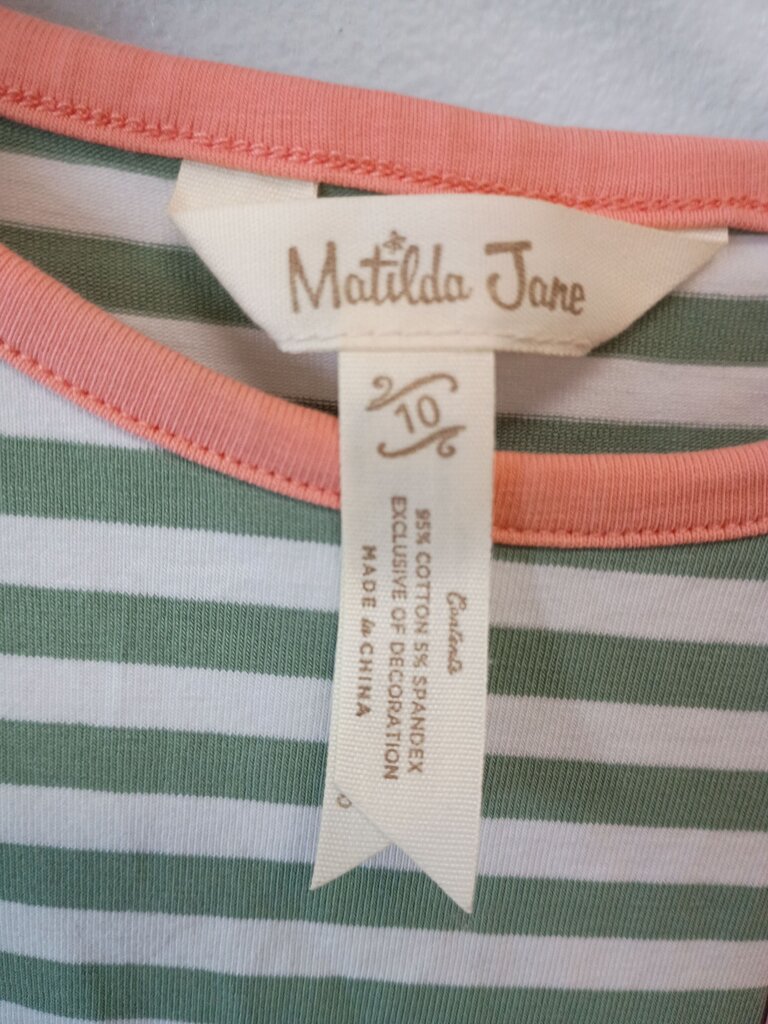 Matilda Jane
10
Contents
95% COTTON 5% SPANDEX
EXCLUSIVE OF DECORATION
MADE in CHINA